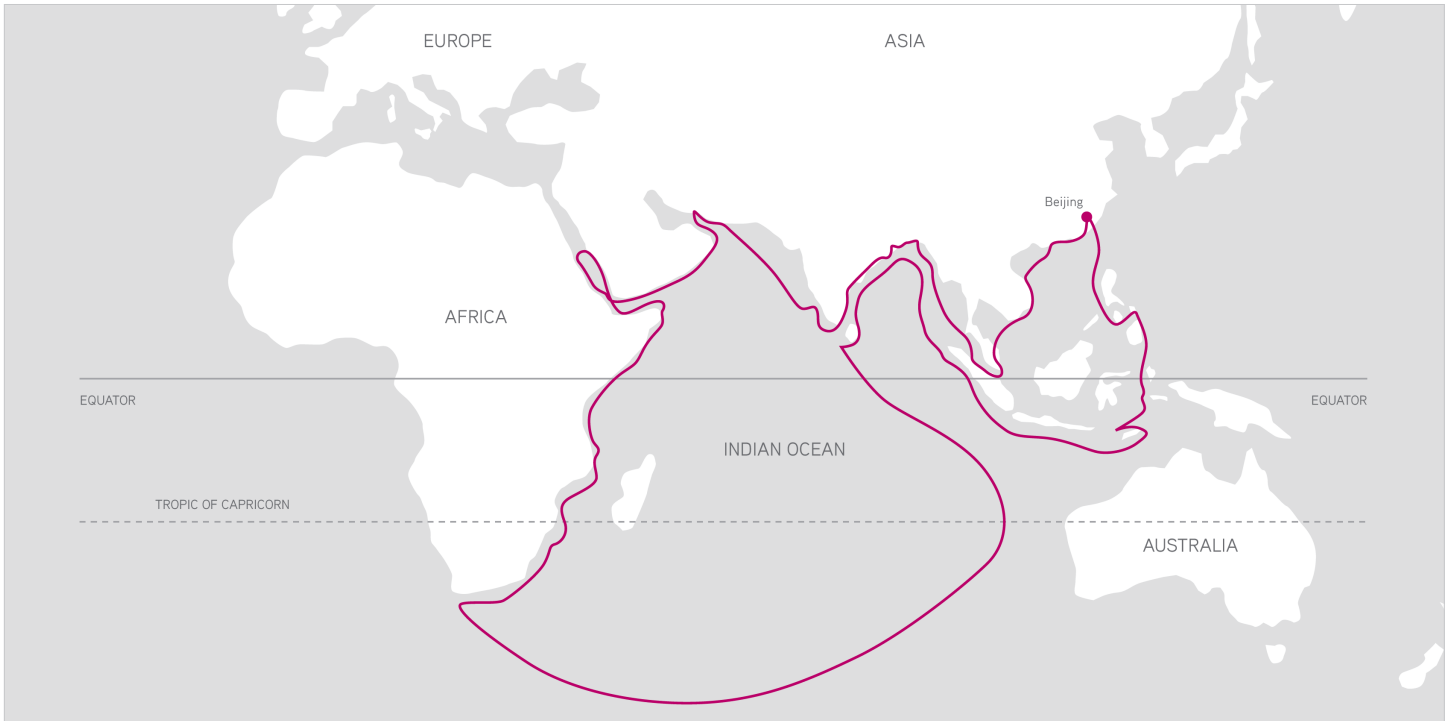 EUROPE
ASIA
Beijing
AFRICA
EQUATOR
EQUATOR
INDIAN OCEAN
TROPIC OF CAPRICORN
AUSTRALIA